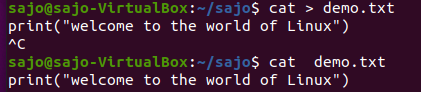 sajo@sajo-VirtualBox:~/sajo$ cat > demo.txt
print("welcome to the world of Linux")
^C
sajo@sajo-VirtualBox:~/sajo$ cat  demo.txt
print("welcome to the world of Linux")